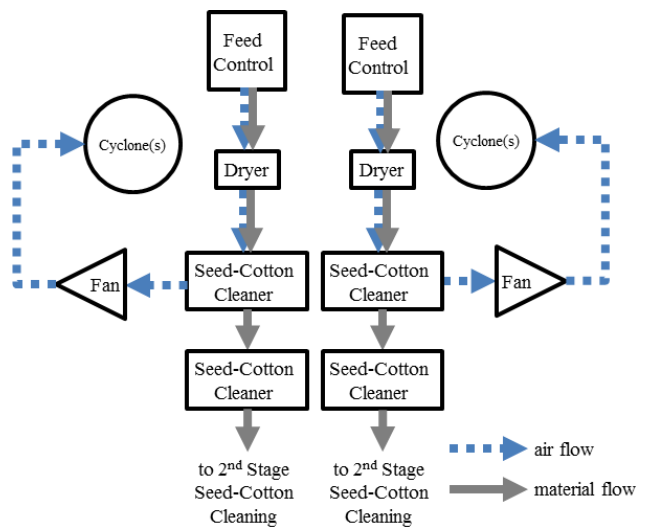 Feed
Control
Feed
Control
Cyclone(s)
Cyclone(s)
Dryer
Dryer
Seed-Cotton
Cleaner
Seed-Cotton
Cleaner
Fan
Fan
Seed-Cotton
Cleaner
Seed-Cotton
Cleaner
to 2nd Stage
Seed-Cotton
Cleaning
to 2nd Stage
Seed-Cotton
Cleaning
air flow
material flow